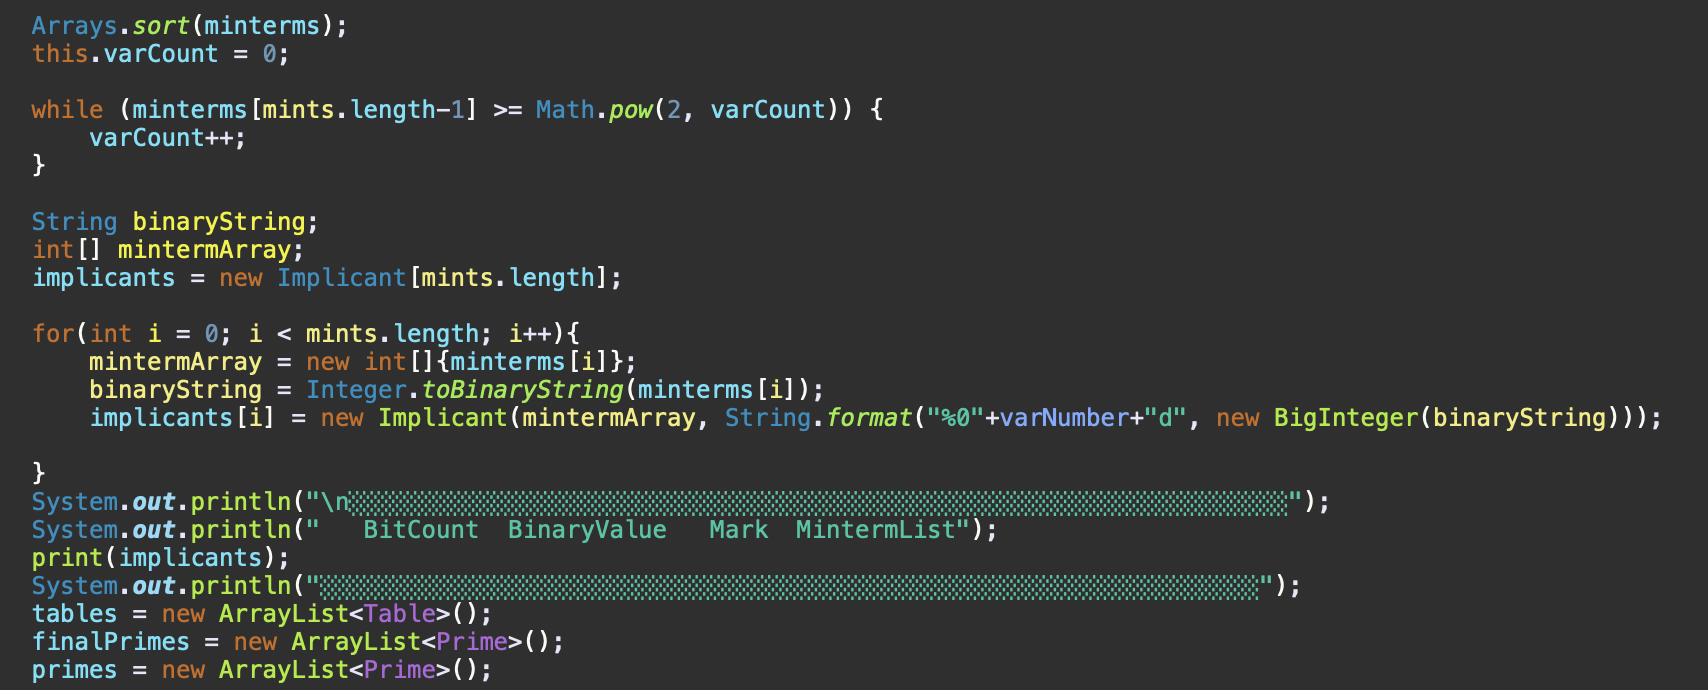 Arrays.sort(minterms);
this.varCount = 0;
while (minterms[mints.length-1] >= Math.pow(2, varCount)) {
varCount++;
}
String binaryString;
int[] mintermArray;
implicants = new Implicant[mints.length];
for(int i = 0; i < mints.length; i++){
mintermArray = new int[]{minterms[i]};
binaryString = Integer.toBinaryString(minterms[i]);
implicants[i] = new Implicant(mintermArray, String.format("%0"+varNumber+"d", new BigInteger(binaryString)));
}
System.out.println("\n▒▒▒▒▒▒▒▒▒▒▒▒▒▒▒▒▒▒▒▒▒▒▒▒▒▒▒▒▒▒▒▒▒▒▒▒▒▒▒▒▒▒▒▒▒▒▒▒▒▒▒▒▒▒▒▒▒▒▒▒▒▒▒▒▒");
System.out.println("   BitCount  BinaryValue   Mark  MintermList");
print(implicants);
System.out.println("▒▒▒▒▒▒▒▒▒▒▒▒▒▒▒▒▒▒▒▒▒▒▒▒▒▒▒▒▒▒▒▒▒▒▒▒▒▒▒▒▒▒▒▒▒▒▒▒▒▒▒▒▒▒▒▒▒▒▒▒▒▒▒▒▒");
tables = new ArrayList<Table>();
finalPrimes = new ArrayList<Prime>();
primes = new ArrayList<Prime>();